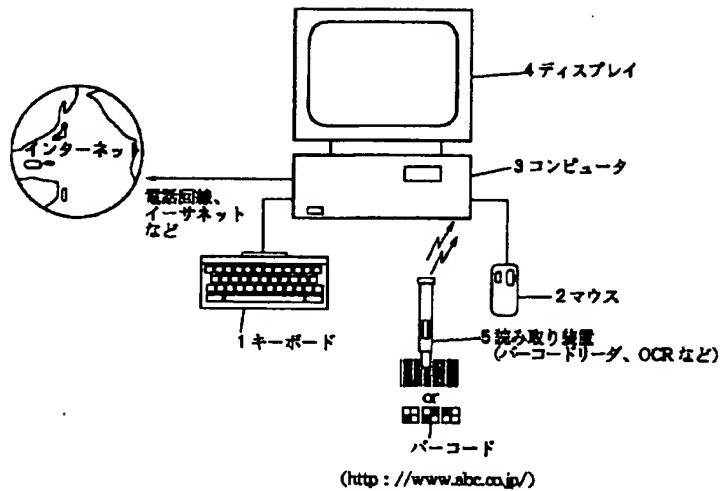 4 ディスプレイ
インターネット
3 コンピュータ
電話回線、
イーサネット
など
2 マウス
1 キーボード
5 読み取り装置
(バーコードリーダ、OCR など)
or
バーコード
(http : //www.abc.co.jp/)